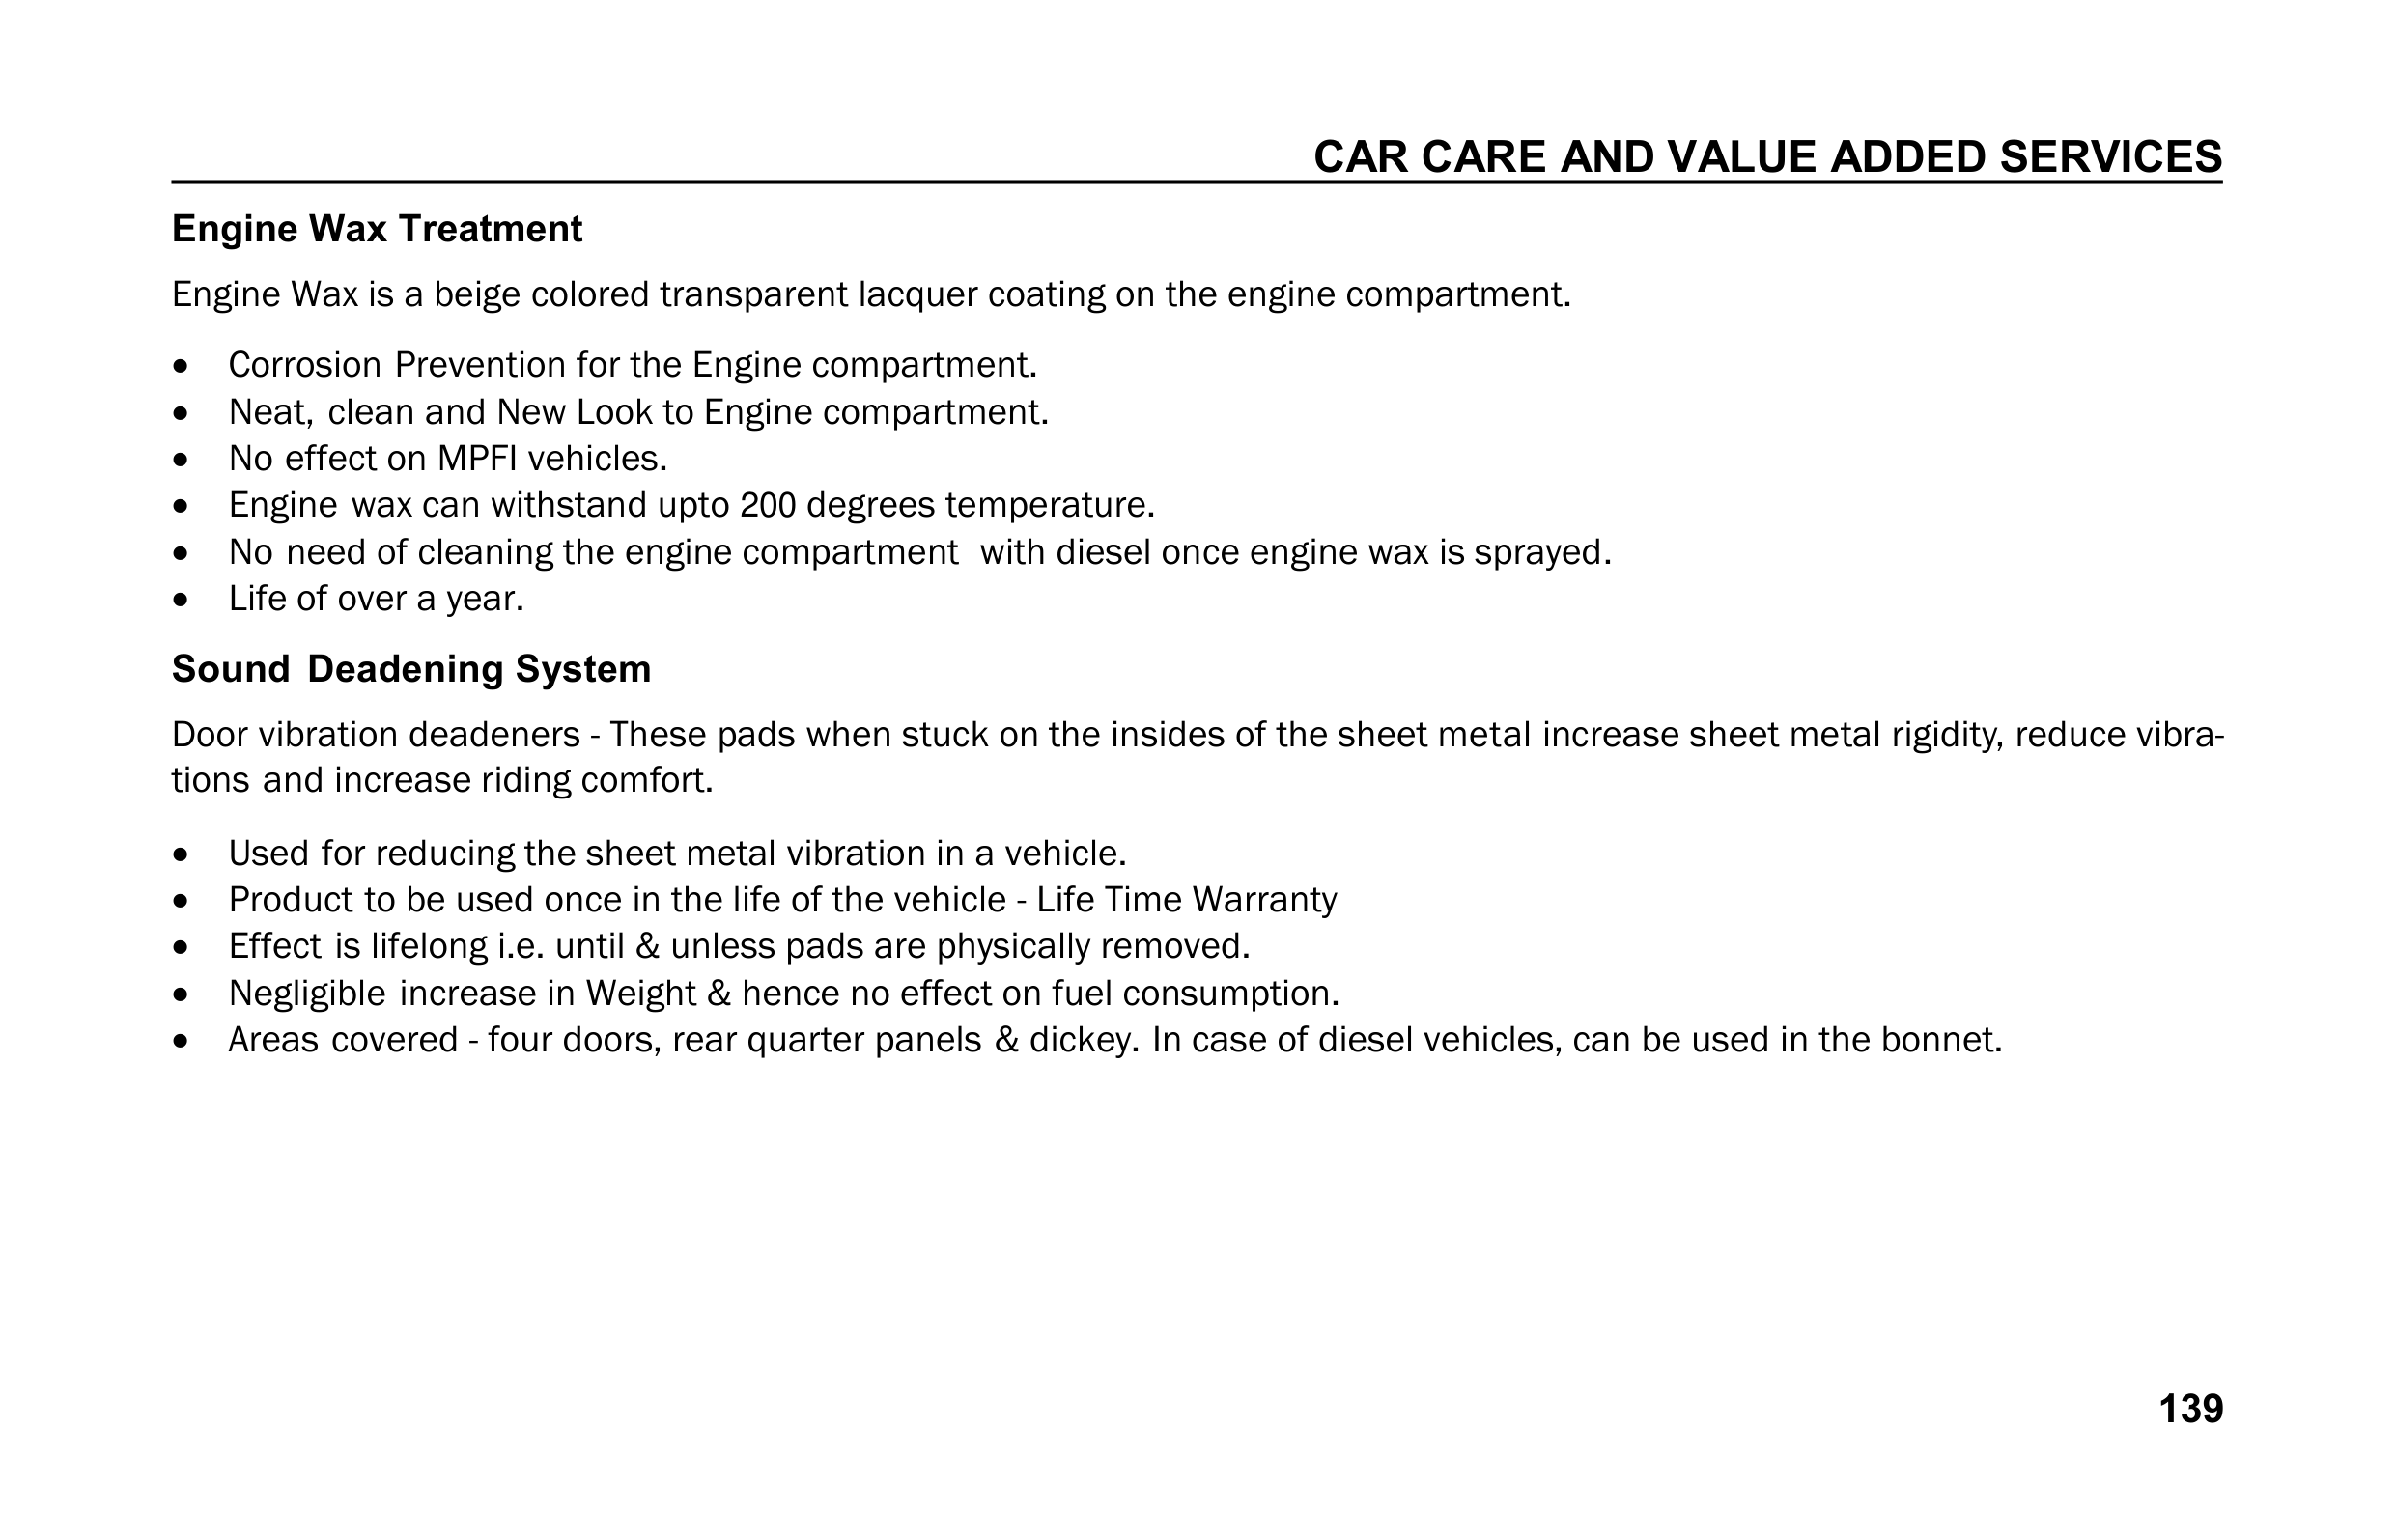 CAR CARE AND VALUE ADDED SERVICES
Engine Wax Treatment
Engine Wax is a beige colored transparent lacquer coating on the engine compartment.
• Corrosion Prevention for the Engine compartment.
• Neat, clean and New Look to Engine compartment.
• No effect on MPFI vehicles.
• Engine wax can withstand upto 200 degrees temperature.
• No need of cleaning the engine compartment with diesel once engine wax is sprayed.
• Life of over a year.
Sound Deadening System
Door vibration deadeners - These pads when stuck on the insides of the sheet metal increase sheet metal rigidity, reduce vibra-
tions and increase riding comfort.
• Used for reducing the sheet metal vibration in a vehicle.
• Product to be used once in the life of the vehicle - Life Time Warranty
• Effect is lifelong i.e. until & unless pads are physically removed.
• Negligible increase in Weight & hence no effect on fuel consumption.
• Areas covered - four doors, rear quarter panels & dickey. In case of diesel vehicles, can be used in the bonnet.
139